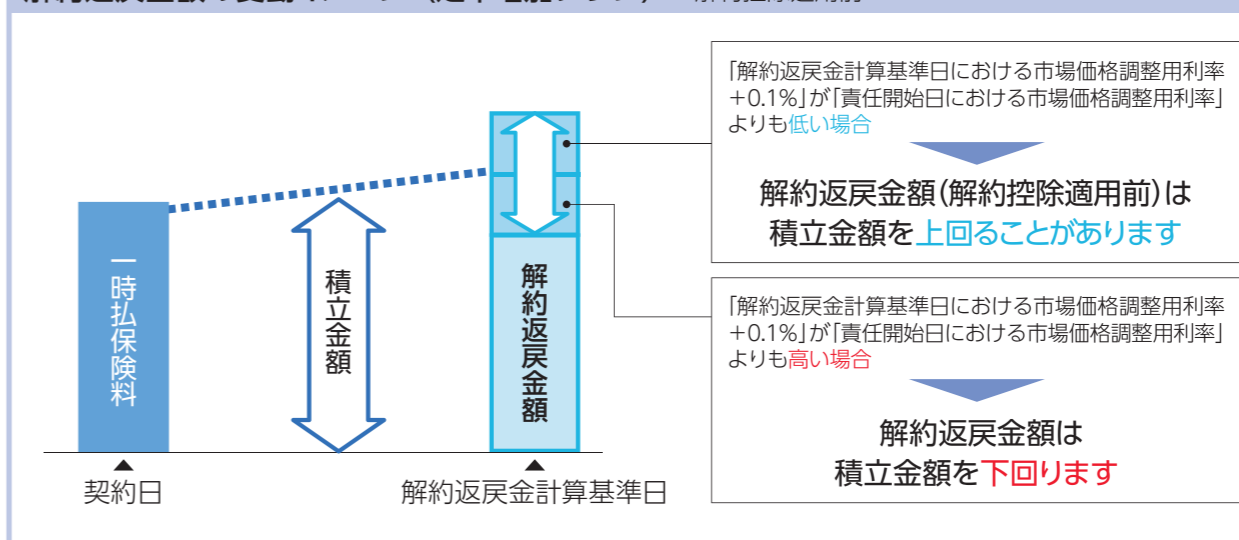 「解約返戻金計算基準日における市場価格調整用利率
+0.1%」が「責任開始日における市場価格調整用利率」
よりも低い場合
解約返戻金額(解約控除適用前)は
積立金額を上回ることがあります
一時払保険料
積立金額
解約返戻金額
「解約返戻金計算基準日における市場価格調整用利率
+0.1%」が「責任開始日における市場価格調整用利率」
よりも高い場合
解約返戻金額は
積立金額を下回ります
契約日
解約返戻金計算基準日